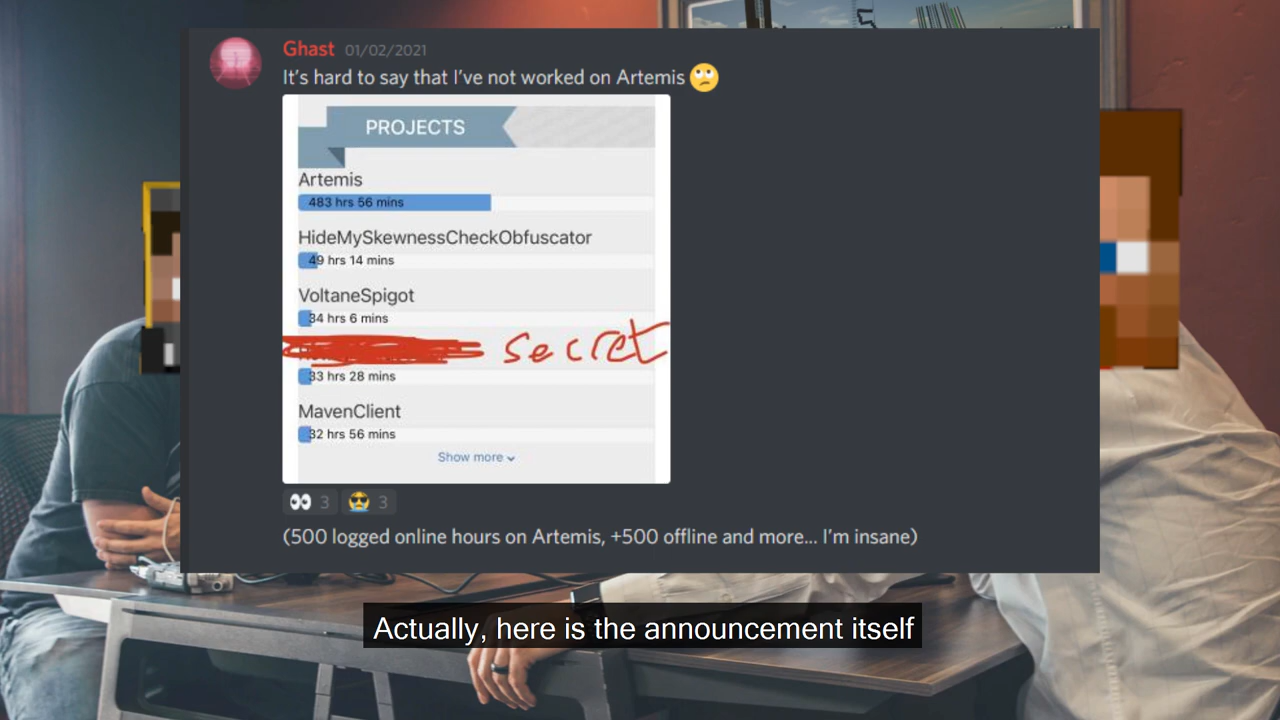 Ghast 01/02/2021
It's hard to say that I've not worked on Artemis 🙄
PROJECTS
Artemis
483 hrs 56 mins
HideMySkewnessCheckObfuscator
49 hrs 14 mins
VoltaneSpigot
34 hrs 6 mins
secret
33 hrs 28 mins
MavenClient
32 hrs 56 mins
Show more
3 3
(500 logged online hours on Artemis, +500 offline and more... I'm insane)
Actually, here is the announcement itself